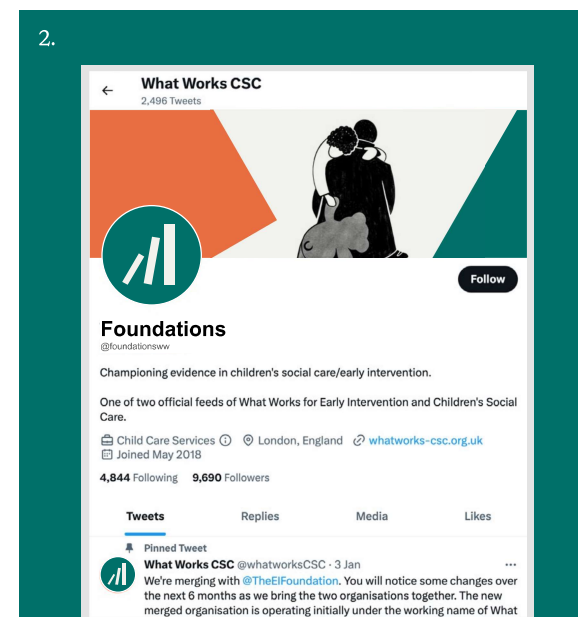 2.
What Works CSC
2,496 Tweets
Follow
Foundations
@foundationsww
Championing evidence in children's social care/early intervention.
One of two official feeds of What Works for Early Intervention and Children's Social
Care.
Child Care Services London, England whatworks-csc.org.uk
Joined May 2018
4,844 Following 9,690 Followers
Tweets Replies Media Likes
Pinned Tweet
What Works CSC @whatworksCSC · 3 Jan ···
We're merging with @TheEIFoundation. You will notice some changes over
the next 6 months as we bring the two organisations together. The new
merged organisation is operating initially under the working name of What